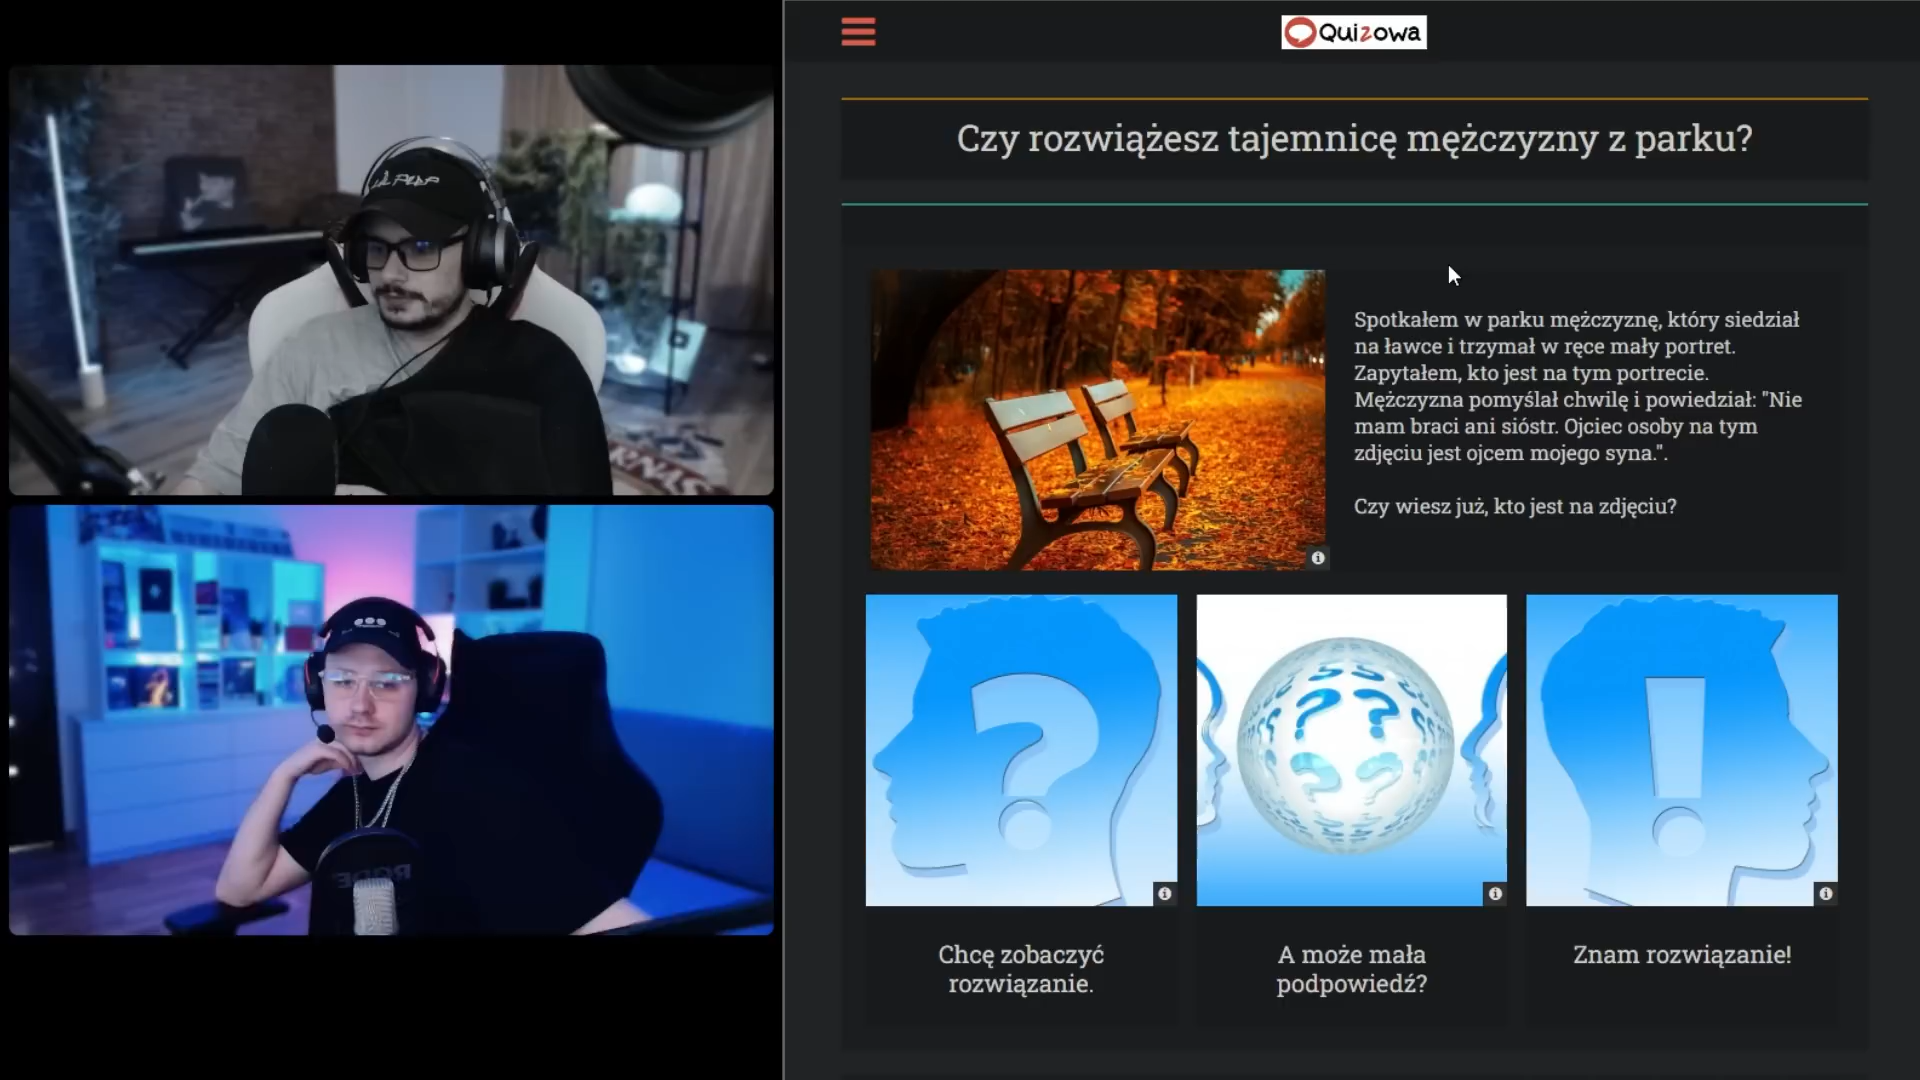 Quizowa
Czy rozwiążesz tajemnicę mężczyzny z parku?
Spotkałem w parku mężczyznę, który siedział
na ławce i trzymał w ręce mały portret.
Zapytałem, kto jest na tym portrecie.
Mężczyzna pomyślał chwilę i powiedział: "Nie
mam braci ani sióstr. Ojciec osoby na tym
zdjęciu jest ojcem mojego syna.".
Czy wiesz już, kto jest na zdjęciu?
Chcę zobaczyć
rozwiązanie.
A może mała
podpowiedź?
Znam rozwiązanie!